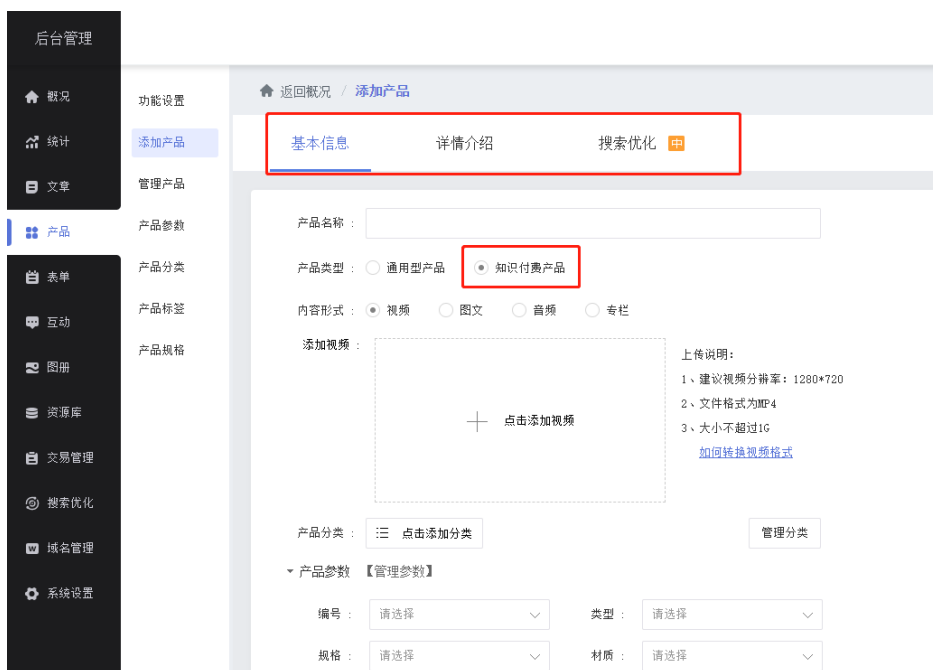 后台管理
概况
统计
文章
产品
表单
互动
图册
资源库
交易管理
搜索优化
域名管理
系统设置
功能设置
添加产品
管理产品
产品参数
产品分类
产品标签
产品规格
返回概况 / 添加产品
基本信息 详情介绍 搜索优化 中
产品名称 :
产品类型 : 通用型产品 知识付费产品
内容形式 : 视频 图文 音频 专栏
添加视频 :
点击添加视频
上传说明:
1、建议视频分辨率: 1280*720
2、文件格式为MP4
3、大小不超过1G
如何转换视频格式
产品分类 : 点击添加分类 管理分类
产品参数 【管理参数】
编号 : 请选择 类型 : 请选择
规格 : 请选择 材质 : 请选择